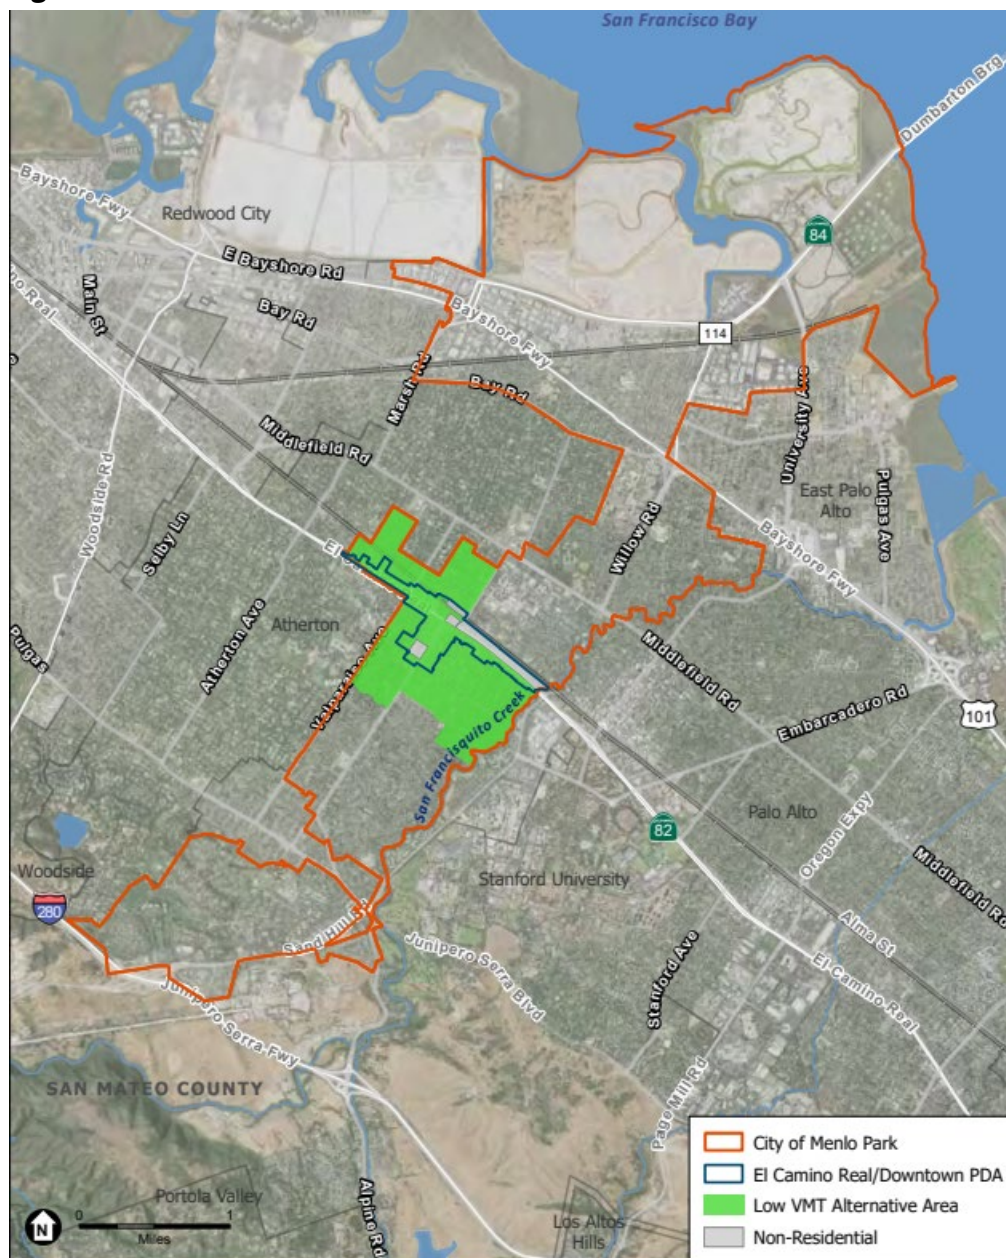 San Francisco Bay
Dumbarton Brg.
Bayshore Fwy
Redwood City
84
E Bayshore Rd
Main St
Bay Rd
Bayshore Fwy
114
Marsh Rd
Bay Rd
University Ave
Middlefield Rd
Woodside Rd
East Palo
Alto
Pulgas Ave
Selby Ln
Willow Rd
Bayshore Fwy
Atherton
Atherton Ave
Valparaiso Ave
Pulgas
Middlefield Rd
Embarcadero Rd
101
San Francisquito Creek
82
Palo Alto
Oregon Expy
Woodside
Stanford University
Middlefield Rd
280
Sand Hill Rd
Junipero Serra Blvd
Alma St
Stanford Ave
El Camino Real
Junipero Serra Fwy
SAN MATEO COUNTY
Page Mill Rd
City of Menlo Park
El Camino Real/Downtown PDA
Low VMT Alternative Area
Non-Residential
Portola Valley
Alpine Rd
Los Altos
Hills
N
0 1
Miles